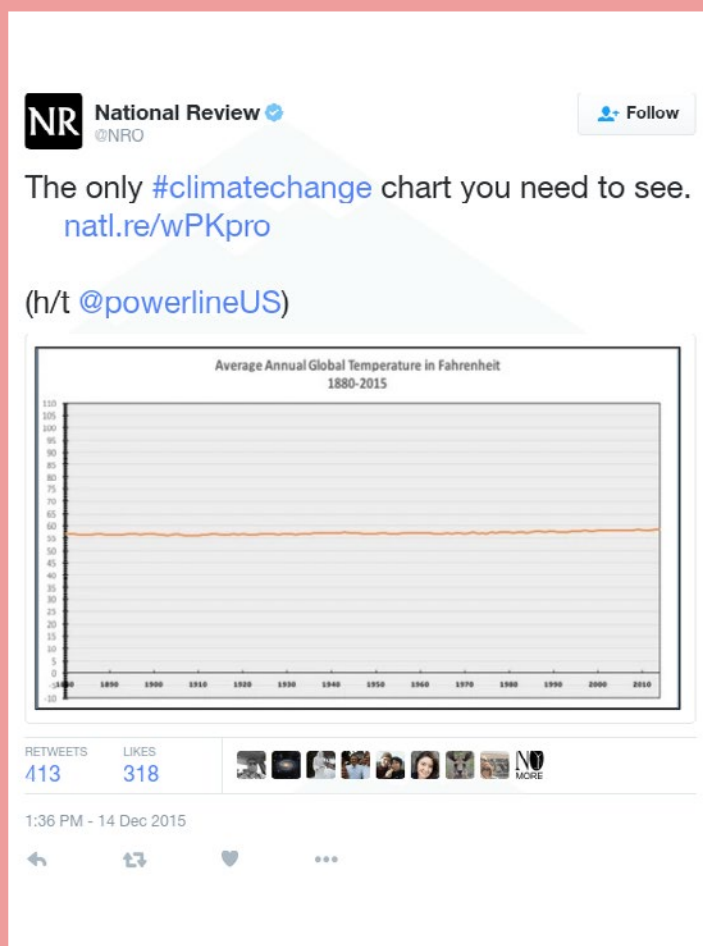 NR
National Review
@NRO
Follow
The only #climatechange chart you need to see.
natl.re/wPKpro
(h/t @powerlineUS)
Average Annual Global Temperature in Fahrenheit
1880-2015
110
105
100
95
90
85
80
75
70
65
60
55
50
45
40
35
30
25
20
15
10
5
0
-5
-10
1880 1890 1900 1910 1920 1930 1940 1950 1960 1970 1980 1990 2000 2010
RETWEETS LIKES
413 318
NO
MORE
1:36 PM - 14 Dec 2015